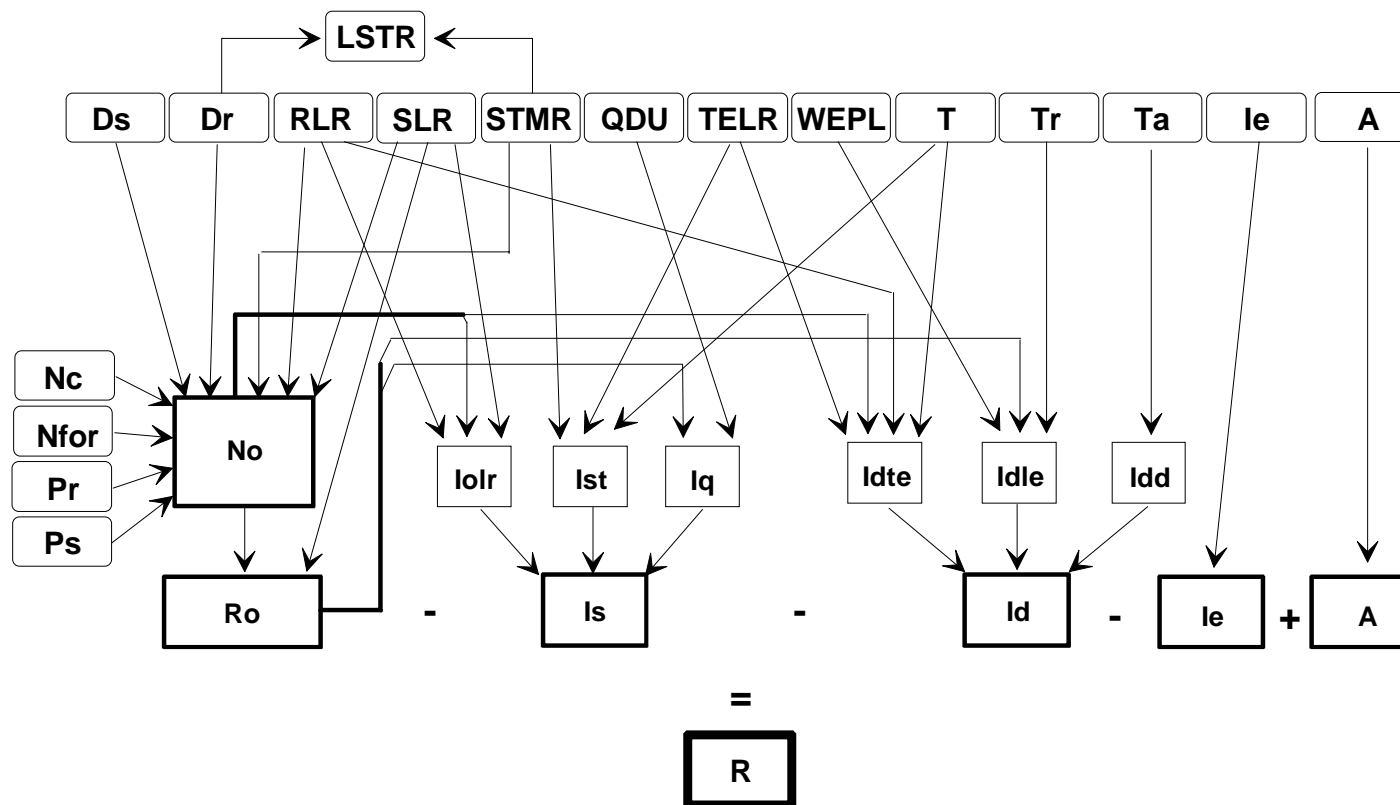 LSTR
Ds Dr RLR SLR STMR QDU TELR WEPL T Tr Ta Ie A
Nc
Nfor
Pr
Ps
No
Iolr Ist Iq Idte Idle Idd
Ro - Is - Id - Ie + A
=
R